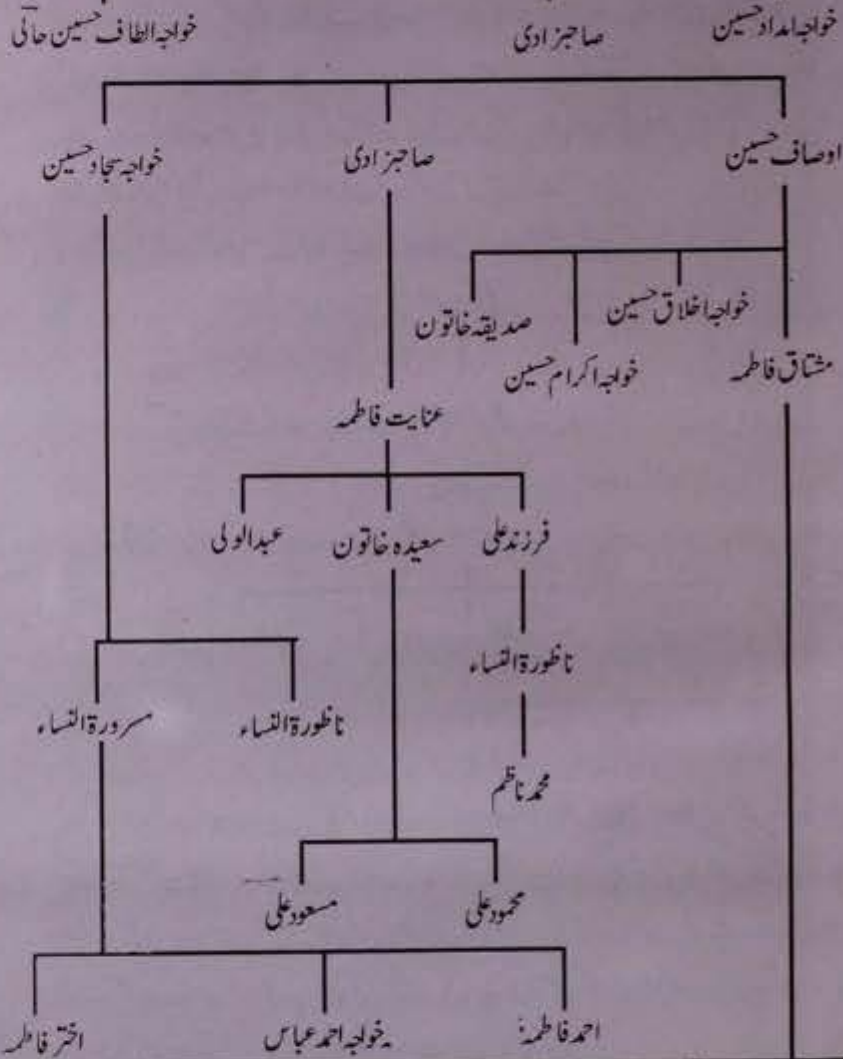 خواجہ امداد حسین صاحبزادی خواجہ الطاف حسین حالی
اوصاف حسین صاحبزادی خواجہ سجاد حسین
خواجہ اخلاق حسین صدیقہ خاتون
مشتاق فاطمہ خواجہ اکرام حسین
عنایت فاطمہ
فرزند علی سعیدہ خاتون عبدالولی
ناظورۃ النساء
ناظورۃ النساء مسرورۃ النساء
محمد ناظم
محمود علی مسعود علی
احمد فاطمہ خواجہ احمد عباس اختر فاطمہ